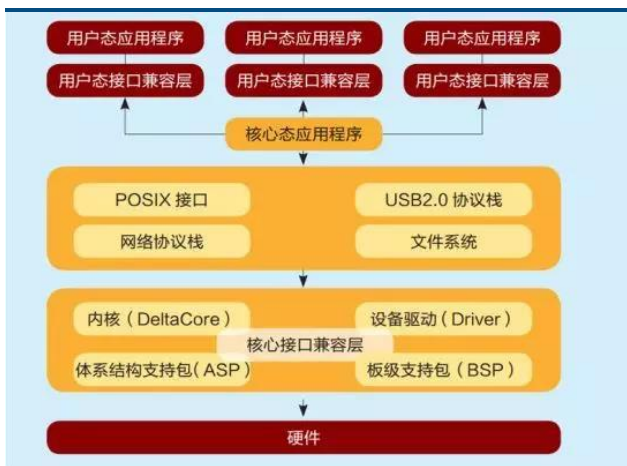 用户态应用程序 用户态应用程序 用户态应用程序
用户态接口兼容层 用户态接口兼容层 用户态接口兼容层
核心态应用程序
POSIX 接口 USB2.0 协议栈
网络协议栈 文件系统
内核（DeltaCore） 设备驱动（Driver）
核心接口兼容层
体系结构支持包（ASP） 板级支持包（BSP）
硬件